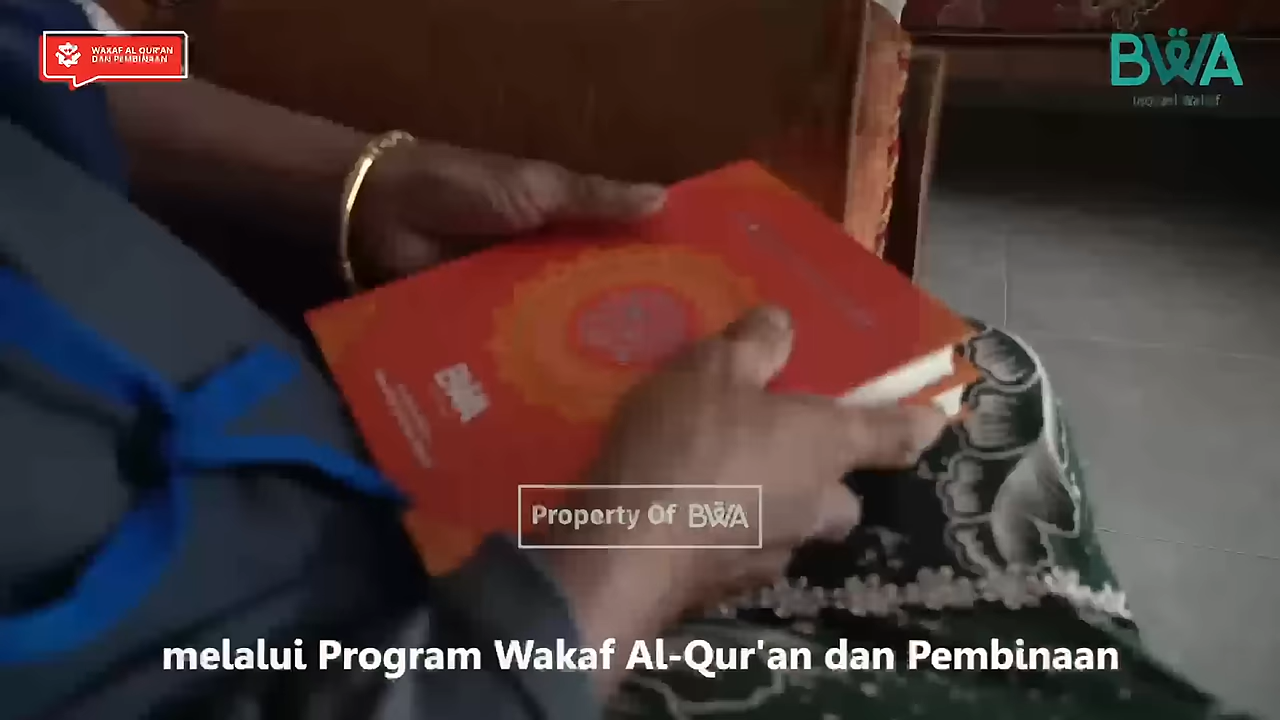 WAKAF AL QUR'AN
DAN PEMBINAAN
BWA
Property Of BWA
BWA
melalui Program Wakaf Al-Qur'an dan Pembinaan